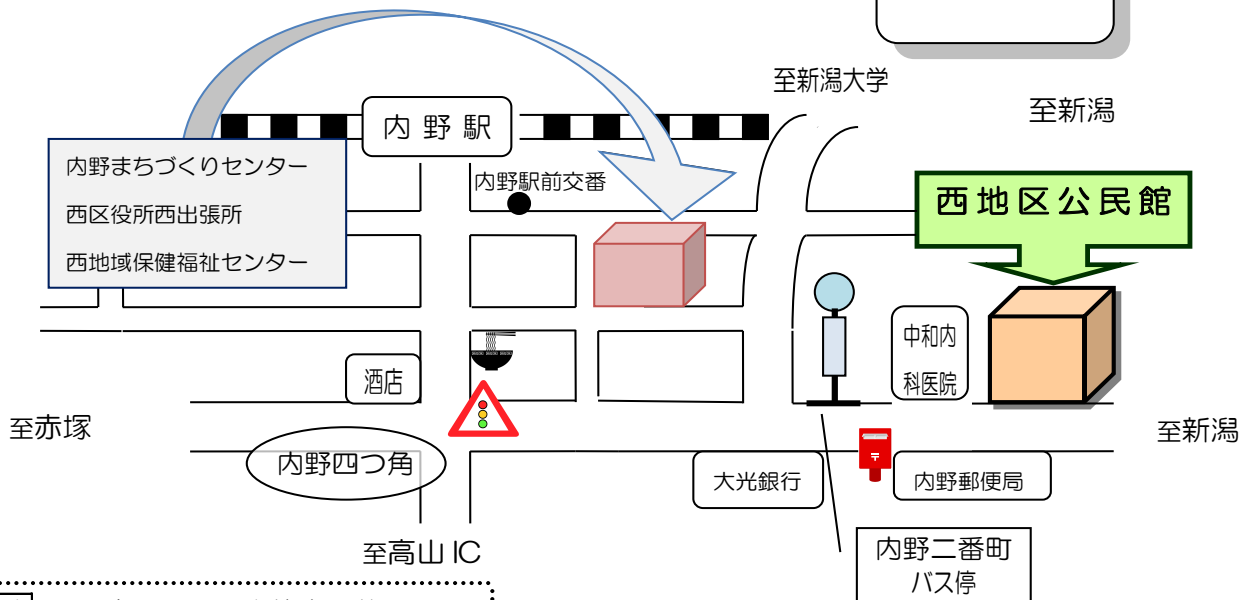 至新潟大学
至新潟
内野駅
内野まちづくりセンター
西区役所西出張所
西地域保健福祉センター
内野駅前交番
西地区公民館
中和内
科医院
酒店
至赤塚
至新潟
内野四つ角
大光銀行
内野郵便局
至高山IC
内野二番町
バス停